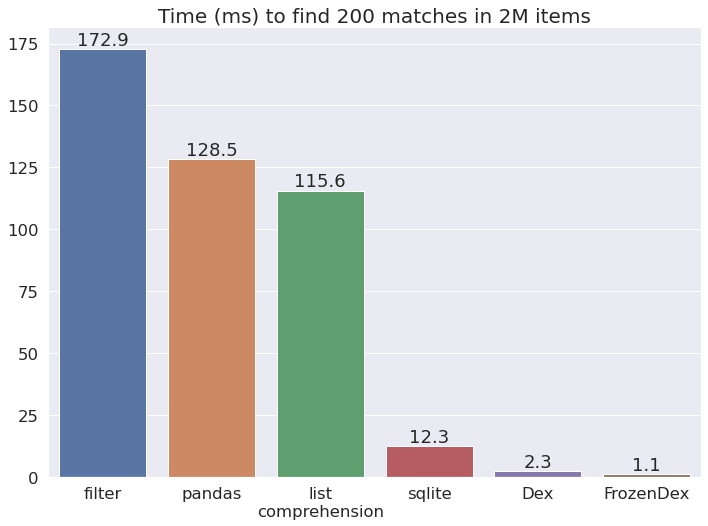 Time (ms) to find 200 matches in 2M items
175
150
125
100
75
50
25
0
172.9
128.5
115.6
12.3
2.3
1.1
filter
pandas
list
comprehension
sqlite
Dex
FrozenDex